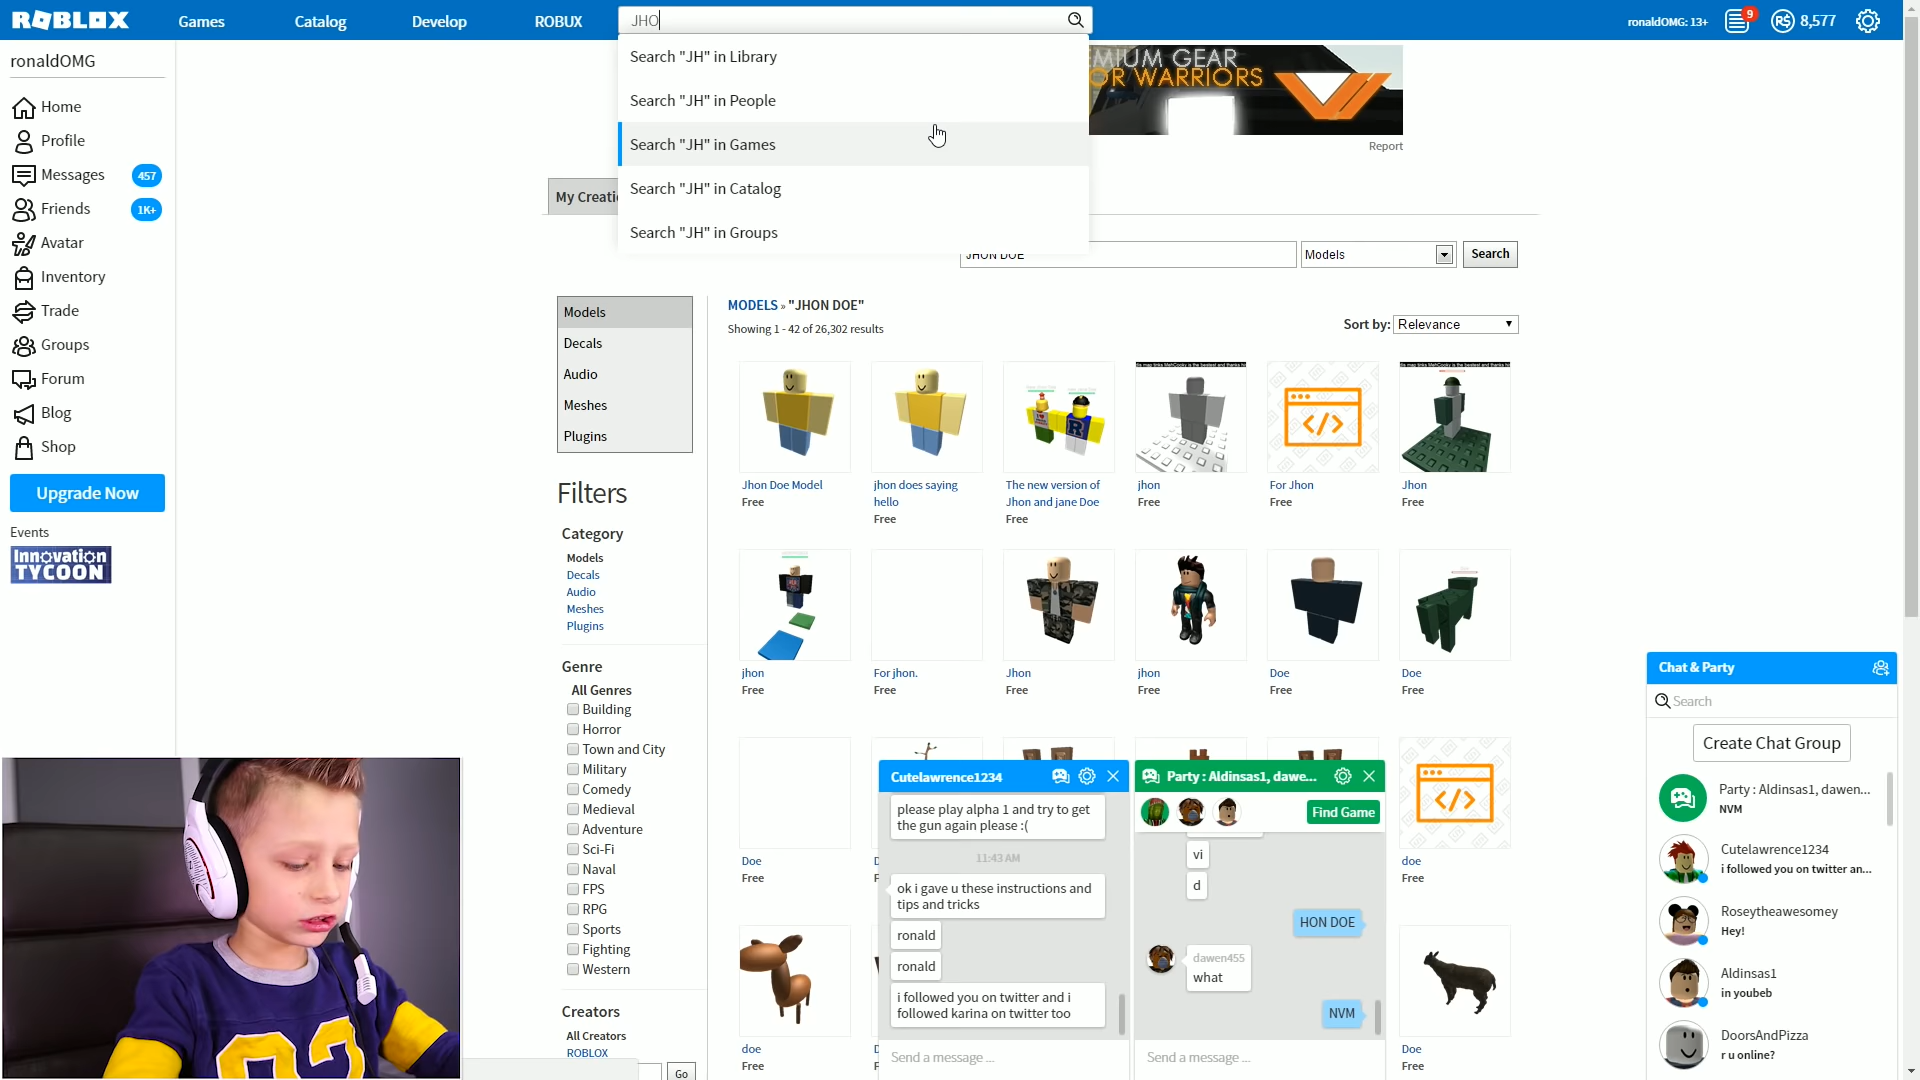 ROBLOX
Games
Catalog
Develop
ROBUX
JHO
ronaldOMG: 13+
9
R$ 8,577
ronaldOMG
Home
Profile
Messages 457
Friends 1K+
Avatar
Inventory
Trade
Groups
Forum
Blog
Shop
Upgrade Now
Events
Innovation
TYCOON
Search "JH" in Library
Search "JH" in People
Search "JH" in Games
Search "JH" in Catalog
Search "JH" in Groups
MIUM GEAR
OR WARRIORS
Report
My Creati
JHON DOE
Models
Search
Models
Decals
Audio
Meshes
Plugins
Filters
Category
Models
Decals
Audio
Meshes
Plugins
Genre
All Genres
Building
Horror
Town and City
Military
Comedy
Medieval
Adventure
Sci-Fi
Naval
FPS
RPG
Sports
Fighting
Western
Creators
All Creators
ROBLOX
Go
MODELS » "JHON DOE"
Showing 1 - 42 of 26,302 results
Sort by: Relevance
Jhon Doe Model
Free
jhon does saying
hello
Free
The new version of
Jhon and jane Doe
Free
jhon
Free
For Jhon
Free
Jhon
Free
jhon
Free
For jhon.
Free
Jhon
Free
jhon
Free
Doe
Free
Doe
Free
Doe
Free
doe
Free
doe
Free
Doe
Free
Cutelawrence1234
please play alpha 1 and try to get
the gun again please :(
11:43 AM
ok i gave u these instructions and
tips and tricks
ronald
ronald
i followed you on twitter and i
followed karina on twitter too
Send a message ...
Party : Aldinsas1, dawe...
Find Game
vi
d
HON DOE
dawen455
what
NVM
Send a message ...
Chat & Party
Search
Create Chat Group
Party : Aldinsas1, dawen...
NVM
Cutelawrence1234
i followed you on twitter an...
Roseytheawesomey
Hey!
Aldinsas1
in youbeb
DoorsAndPizza
r u online?